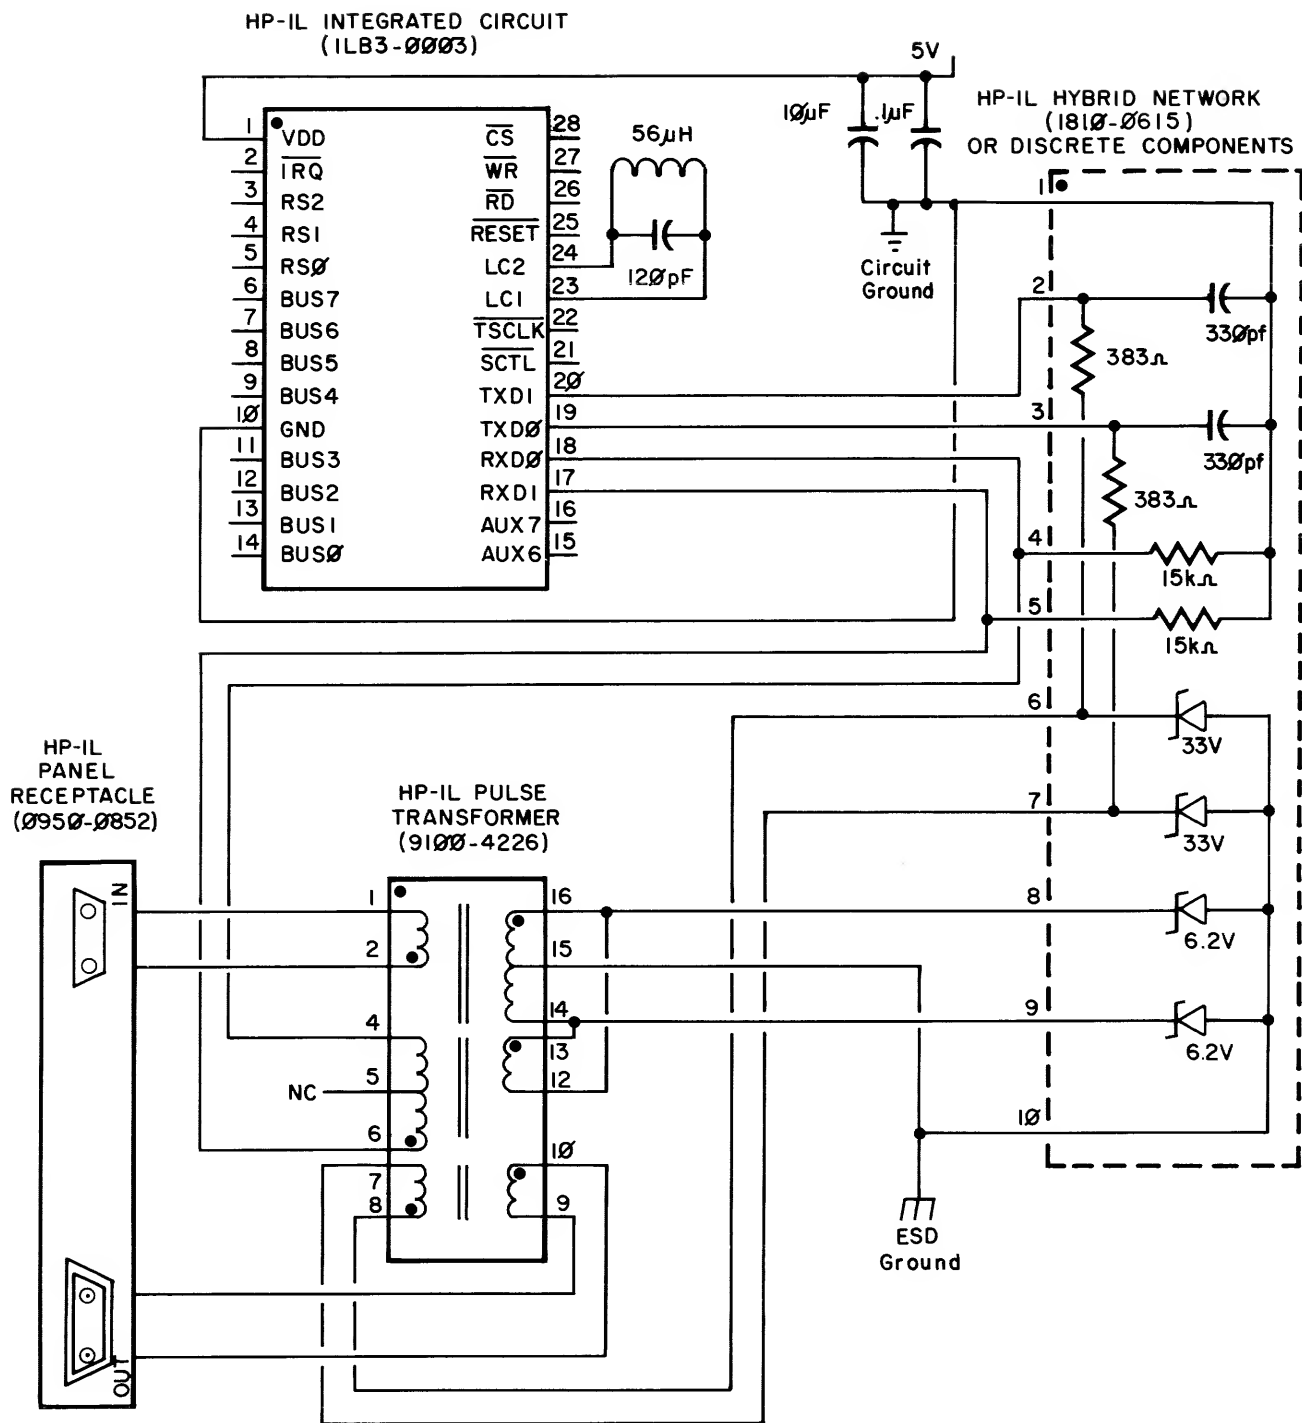 HP-IL INTEGRATED CIRCUIT
(1LB3-0003)
5V
10µF
.1µF
HP-IL HYBRID NETWORK
(1810-0615)
OR DISCRETE COMPONENTS
1 VDD
2 IRQ
3 RS2
4 RS1
5 RS0
6 BUS7
7 BUS6
8 BUS5
9 BUS4
10 GND
11 BUS3
12 BUS2
13 BUS1
14 BUS0
CS 28
WR 27
RD 26
RESET 25
LC2 24
LC1 23
TSCLK 22
SCTL 21
TXD1 20
TXD0 19
RXD0 18
RXD1 17
AUX7 16
AUX6 15
56µH
120pF
Circuit
Ground
1
2
330pf
383Ω
3
330pf
383Ω
4
15kΩ
5
15kΩ
6
33V
7
33V
8
6.2V
9
6.2V
10
HP-IL
PANEL
RECEPTACLE
(0950-0852)
IN
OUT
HP-IL PULSE
TRANSFORMER
(9100-4226)
1
2
4
NC 5
6
7
8
16
15
14
13
12
10
9
ESD
Ground